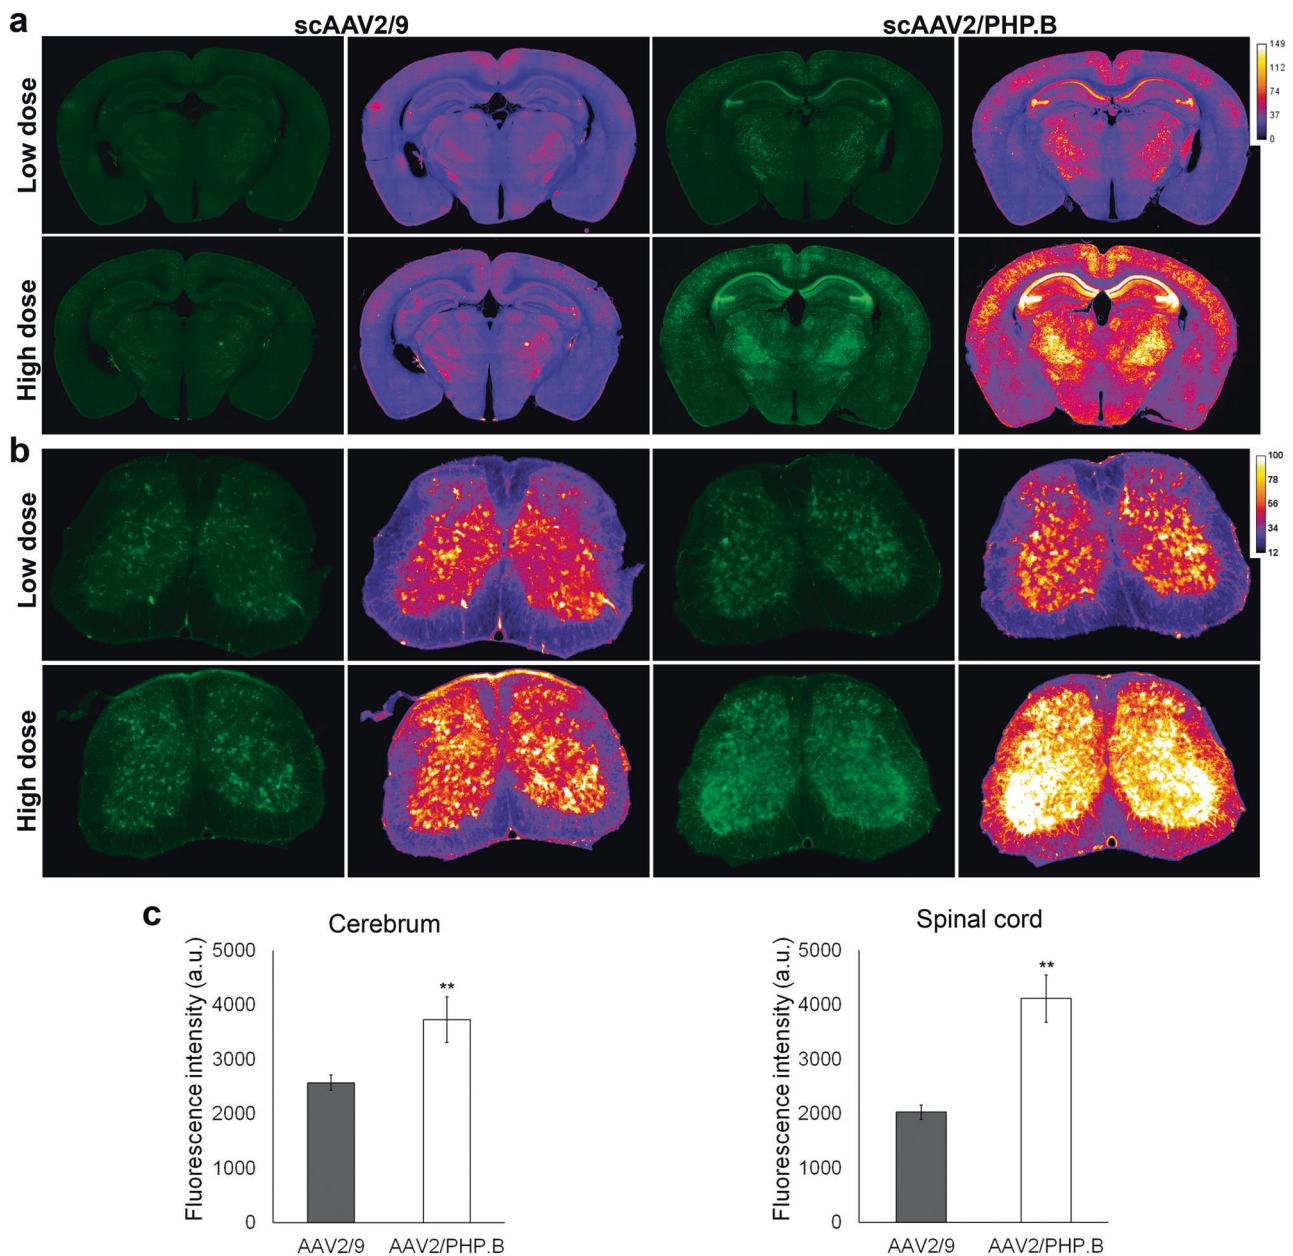 a
scAAV2/9
scAAV2/PHP.B
Low dose
149
112
74
37
0
High dose
b
Low dose
100
78
56
34
12
High dose
c
Cerebrum
Fluorescence intensity (a.u.)
5000
4000
3000
2000
1000
0
**
AAV2/9
AAV2/PHP.B
Spinal cord
Fluorescence intensity (a.u.)
5000
4000
3000
2000
1000
0
**
AAV2/9
AAV2/PHP.B